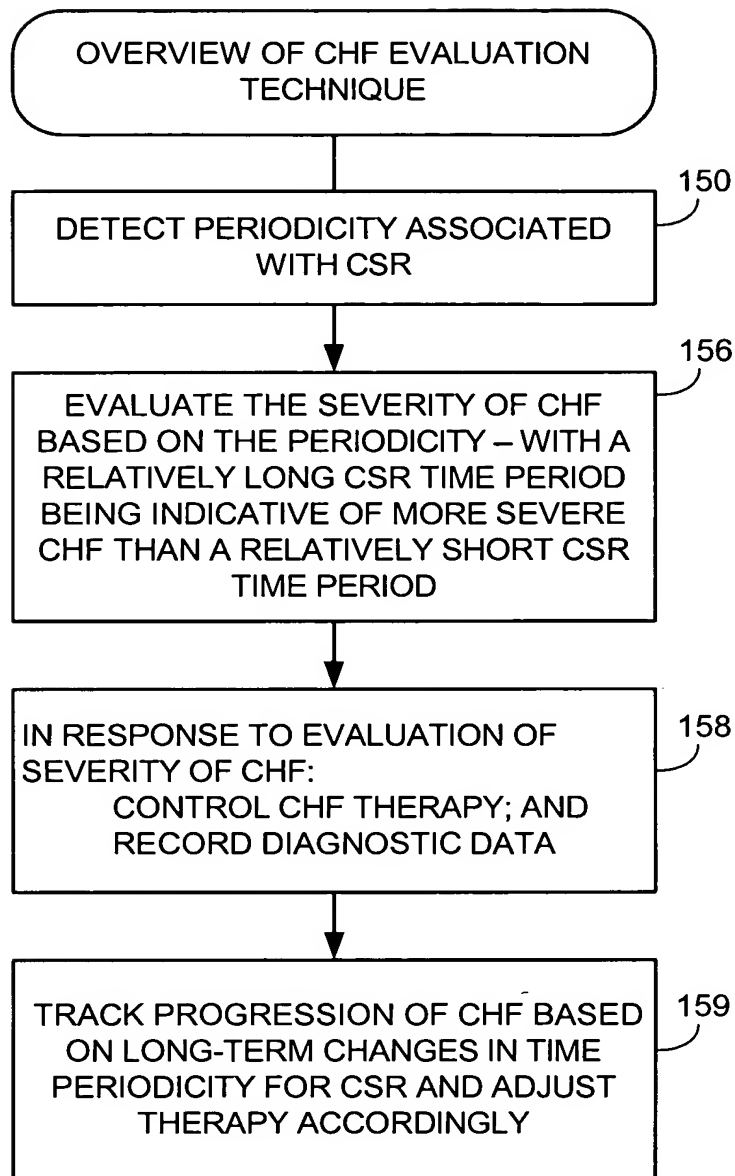 OVERVIEW OF CHF EVALUATION
TECHNIQUE
150
DETECT PERIODICITY ASSOCIATED
WITH CSR
156
EVALUATE THE SEVERITY OF CHF
BASED ON THE PERIODICITY – WITH A
RELATIVELY LONG CSR TIME PERIOD
BEING INDICATIVE OF MORE SEVERE
CHF THAN A RELATIVELY SHORT CSR
TIME PERIOD
158
IN RESPONSE TO EVALUATION OF
SEVERITY OF CHF:
CONTROL CHF THERAPY; AND
RECORD DIAGNOSTIC DATA
159
TRACK PROGRESSION OF CHF BASED
ON LONG-TERM CHANGES IN TIME
PERIODICITY FOR CSR AND ADJUST
THERAPY ACCORDINGLY